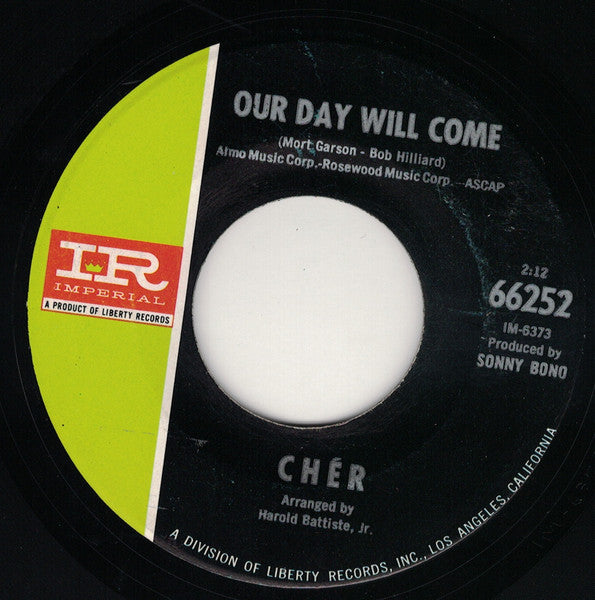 OUR DAY WILL COME
(Mort Garson - Bob Hilliard)
Almo Music Corp.-Rosewood Music Corp.—ASCAP
IR
IMPERIAL
A PRODUCT OF LIBERTY RECORDS
2:12
66252
IM-6373
Produced by
SONNY BONO
CHÉR
Arranged by
Harold Battiste, Jr.
A DIVISION OF LIBERTY RECORDS, INC., LOS ANGELES, CALIFORNIA